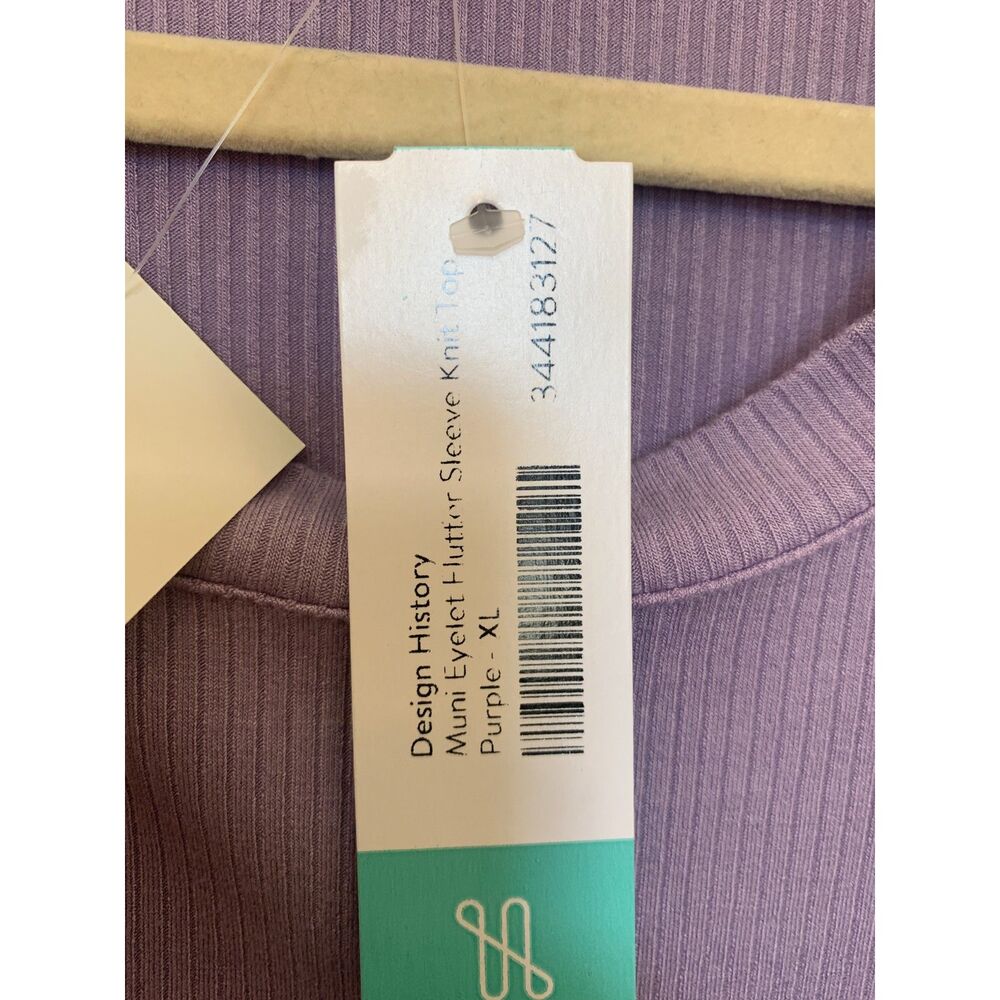 Design History
Muni Eyelet Flutter Sleeve Knit Top
Purple - XL
344183127